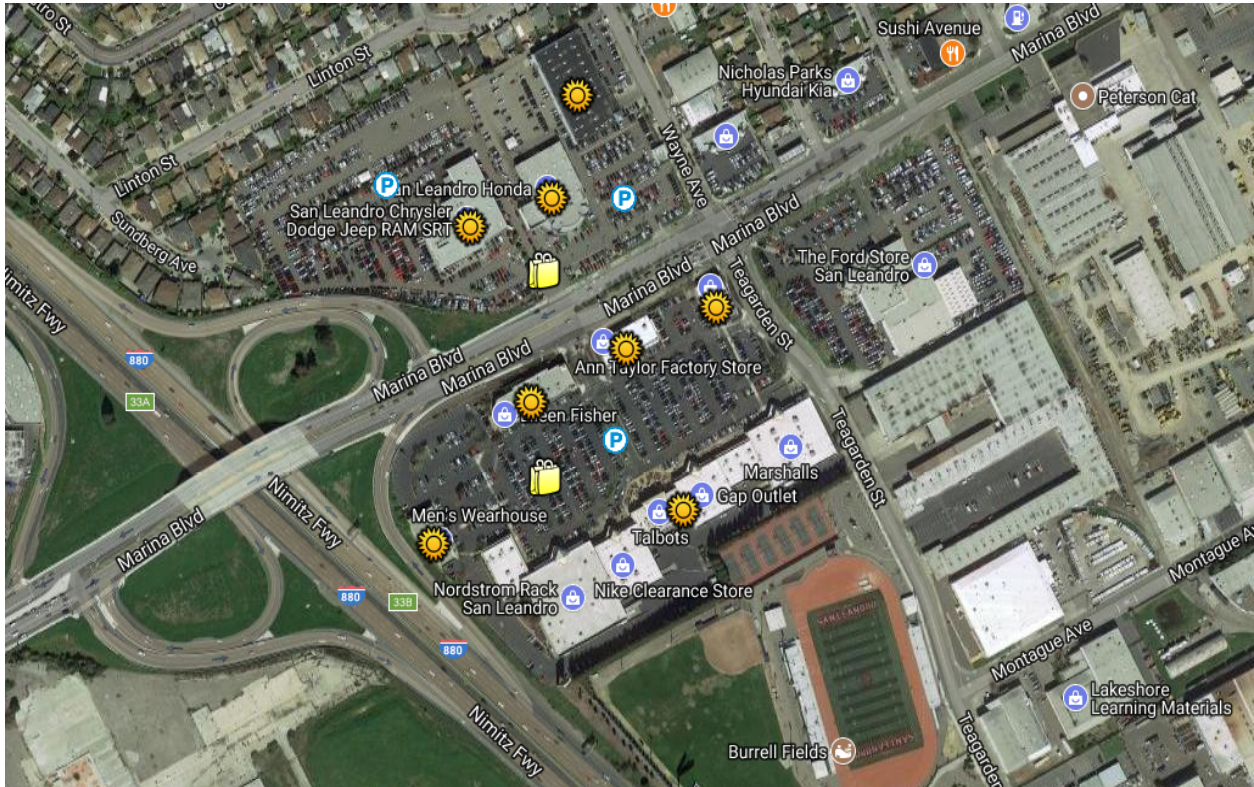 Linton St
Sushi Avenue
Marina Blvd
Nicholas Parks
Hyundai Kia
Peterson Cat
Linton St
Wayne Ave
San Leandro Honda
San Leandro Chrysler
Dodge Jeep RAM SRT
P
P
Sundberg Ave
Marina Blvd
The Ford Store
San Leandro
Marina Blvd
Teagarden St
Nimitz Fwy
880
33A
Marina Blvd
Marina Blvd
Ann Taylor Factory Store
Eileen Fisher
P
Teagarden St
Marshalls
Gap Outlet
Men's Wearhouse
Talbots
Nimitz Fwy
Marina Blvd
Nordstrom Rack
San Leandro
Nike Clearance Store
880
33B
880
Montague Ave
SAN LEANDRO
Montague Ave
Lakeshore
Learning Materials
Nimitz Fwy
Burrell Fields
SAN LEANDRO
Teagarden